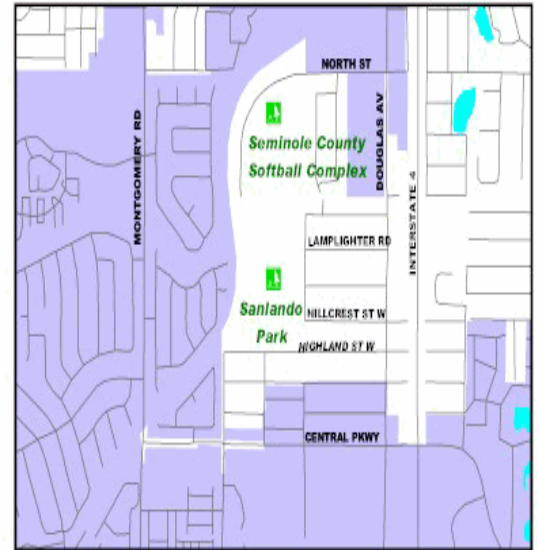 NORTH ST
MONTGOMERY RD
DOUGLAS AV
Seminole County
Softball Complex
INTERSTATE 4
LAMPLIGHTER RD
Sanlando
Park
HILLCREST ST W
HIGHLAND ST W
CENTRAL PKWY